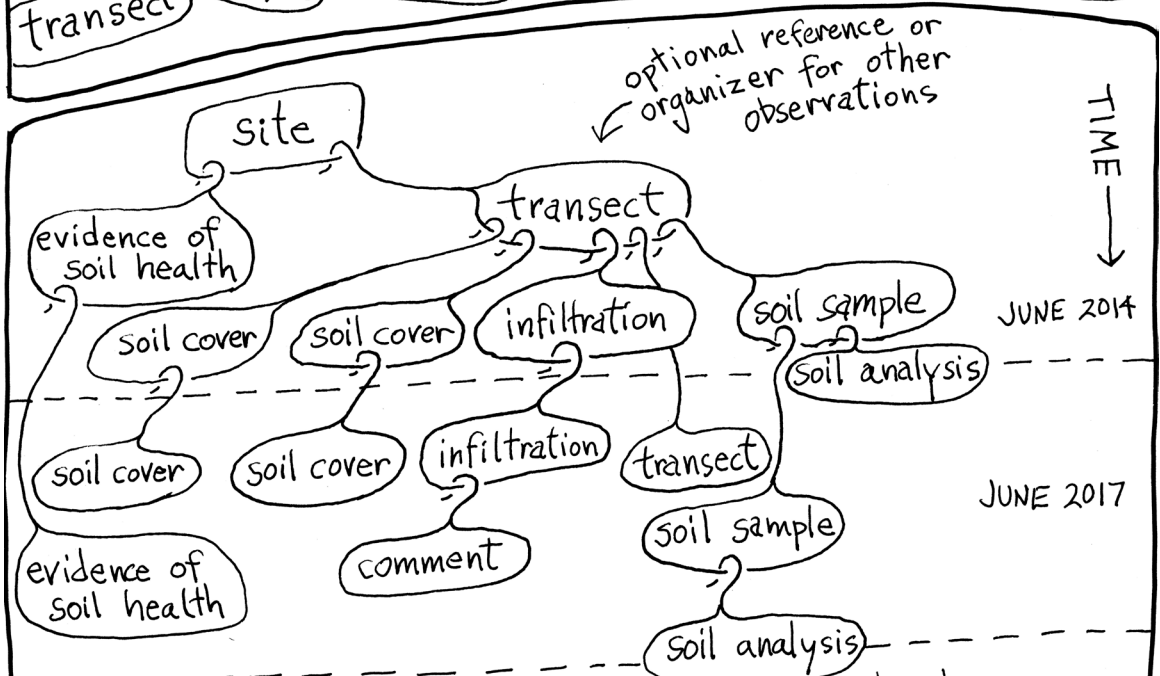 transect
optional reference or
organizer for other
observations
site
TIME
transect
evidence of
soil health
soil sample
JUNE 2014
soil cover
soil cover
infiltration
soil analysis
infiltration
soil cover
soil cover
transect
JUNE 2017
soil sample
comment
evidence of
soil health
soil analysis